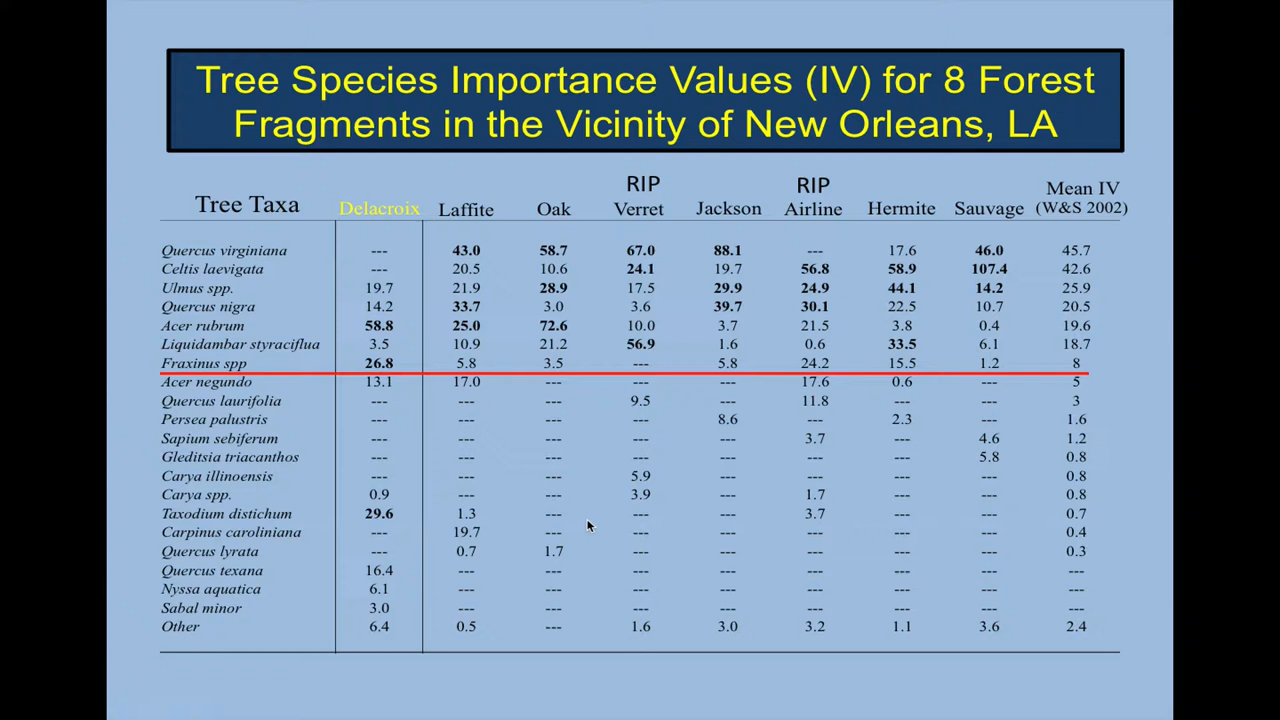 Tree Species Importance Values (IV) for 8 Forest
Fragments in the Vicinity of New Orleans, LA
RIP RIP Mean IV
Tree Taxa Delacroix Laffite Oak Verret Jackson Airline Hermite Sauvage (W&S 2002)
Quercus virginiana --- 43.0 58.7 67.0 88.1 --- 17.6 46.0 45.7
Celtis laevigata --- 20.5 10.6 24.1 19.7 56.8 58.9 107.4 42.6
Ulmus spp. 19.7 21.9 28.9 17.5 29.9 24.9 44.1 14.2 25.9
Quercus nigra 14.2 33.7 3.0 3.6 39.7 30.1 22.5 10.7 20.5
Acer rubrum 58.8 25.0 72.6 10.0 3.7 21.5 3.8 0.4 19.6
Liquidambar styraciflua 3.5 10.9 21.2 56.9 1.6 0.6 33.5 6.1 18.7
Fraxinus spp 26.8 5.8 3.5 --- 5.8 24.2 15.5 1.2 8
Acer negundo 13.1 17.0 --- --- --- 17.6 0.6 --- 5
Quercus laurifolia --- --- --- 9.5 --- 11.8 --- --- 3
Persea palustris --- --- --- --- 8.6 --- 2.3 --- 1.6
Sapium sebiferum --- --- --- --- --- 3.7 --- 4.6 1.2
Gleditsia triacanthos --- --- --- --- --- --- --- 5.8 0.8
Carya illinoensis --- --- --- 5.9 --- --- --- --- 0.8
Carya spp. 0.9 --- --- 3.9 --- 1.7 --- --- 0.8
Taxodium distichum 29.6 1.3 --- --- --- 3.7 --- --- 0.7
Carpinus caroliniana --- 19.7 --- --- --- --- --- --- 0.4
Quercus lyrata --- 0.7 1.7 --- --- --- --- --- 0.3
Quercus texana 16.4 --- --- --- --- --- --- --- ---
Nyssa aquatica 6.1 --- --- --- --- --- --- --- ---
Sabal minor 3.0 --- --- --- --- --- --- --- ---
Other 6.4 0.5 --- 1.6 3.0 3.2 1.1 3.6 2.4